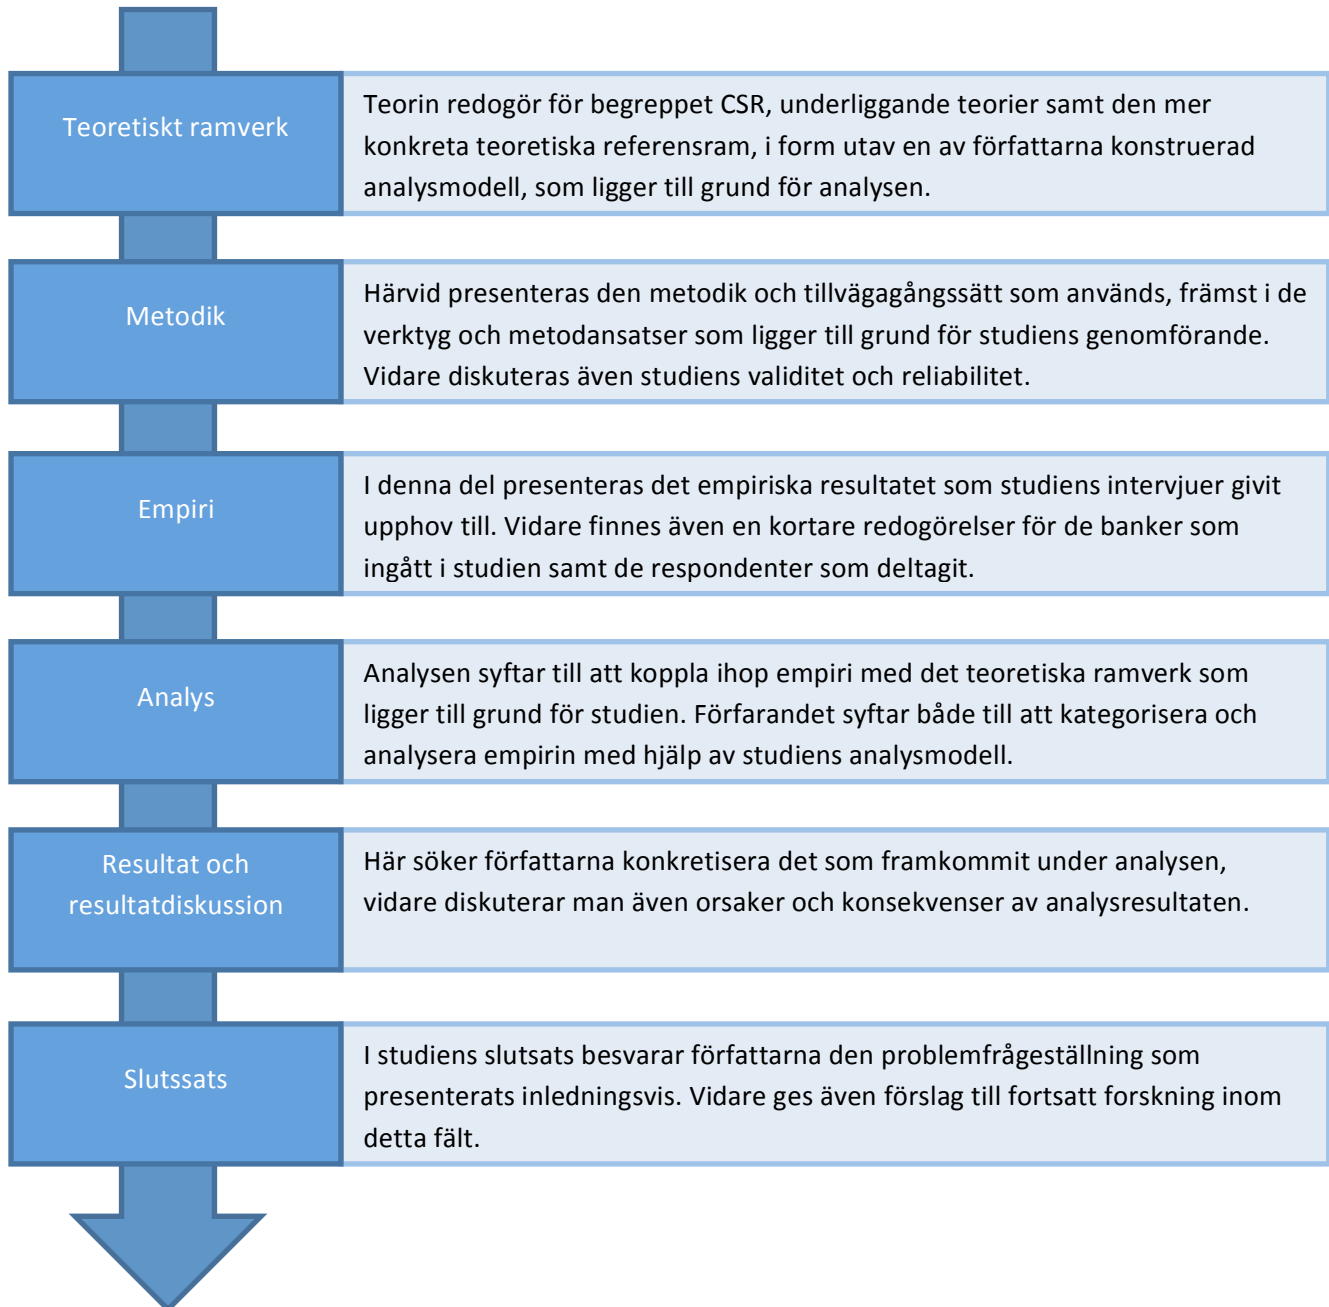 Teoretiskt ramverk
Teorin redogör för begreppet CSR, underliggande teorier samt den mer
konkreta teoretiska referensram, i form utav en av författarna konstruerad
analysmodell, som ligger till grund för analysen.
Metodik
Härvid presenteras den metodik och tillvägagångssätt som används, främst i de
verktyg och metodansatser som ligger till grund för studiens genomförande.
Vidare diskuteras även studiens validitet och reliabilitet.
Empiri
I denna del presenteras det empiriska resultatet som studiens intervjuer givit
upphov till. Vidare finnes även en kortare redogörelser för de banker som
ingått i studien samt de respondenter som deltagit.
Analys
Analysen syftar till att koppla ihop empiri med det teoretiska ramverk som
ligger till grund för studien. Förfarandet syftar både till att kategorisera och
analysera empirin med hjälp av studiens analysmodell.
Resultat och
resultatdiskussion
Här söker författarna konkretisera det som framkommit under analysen,
vidare diskuterar man även orsaker och konsekvenser av analysresultaten.
Slutssats
I studiens slutsats besvarar författarna den problemfrågeställning som
presenterats inledningsvis. Vidare ges även förslag till fortsatt forskning inom
detta fält.